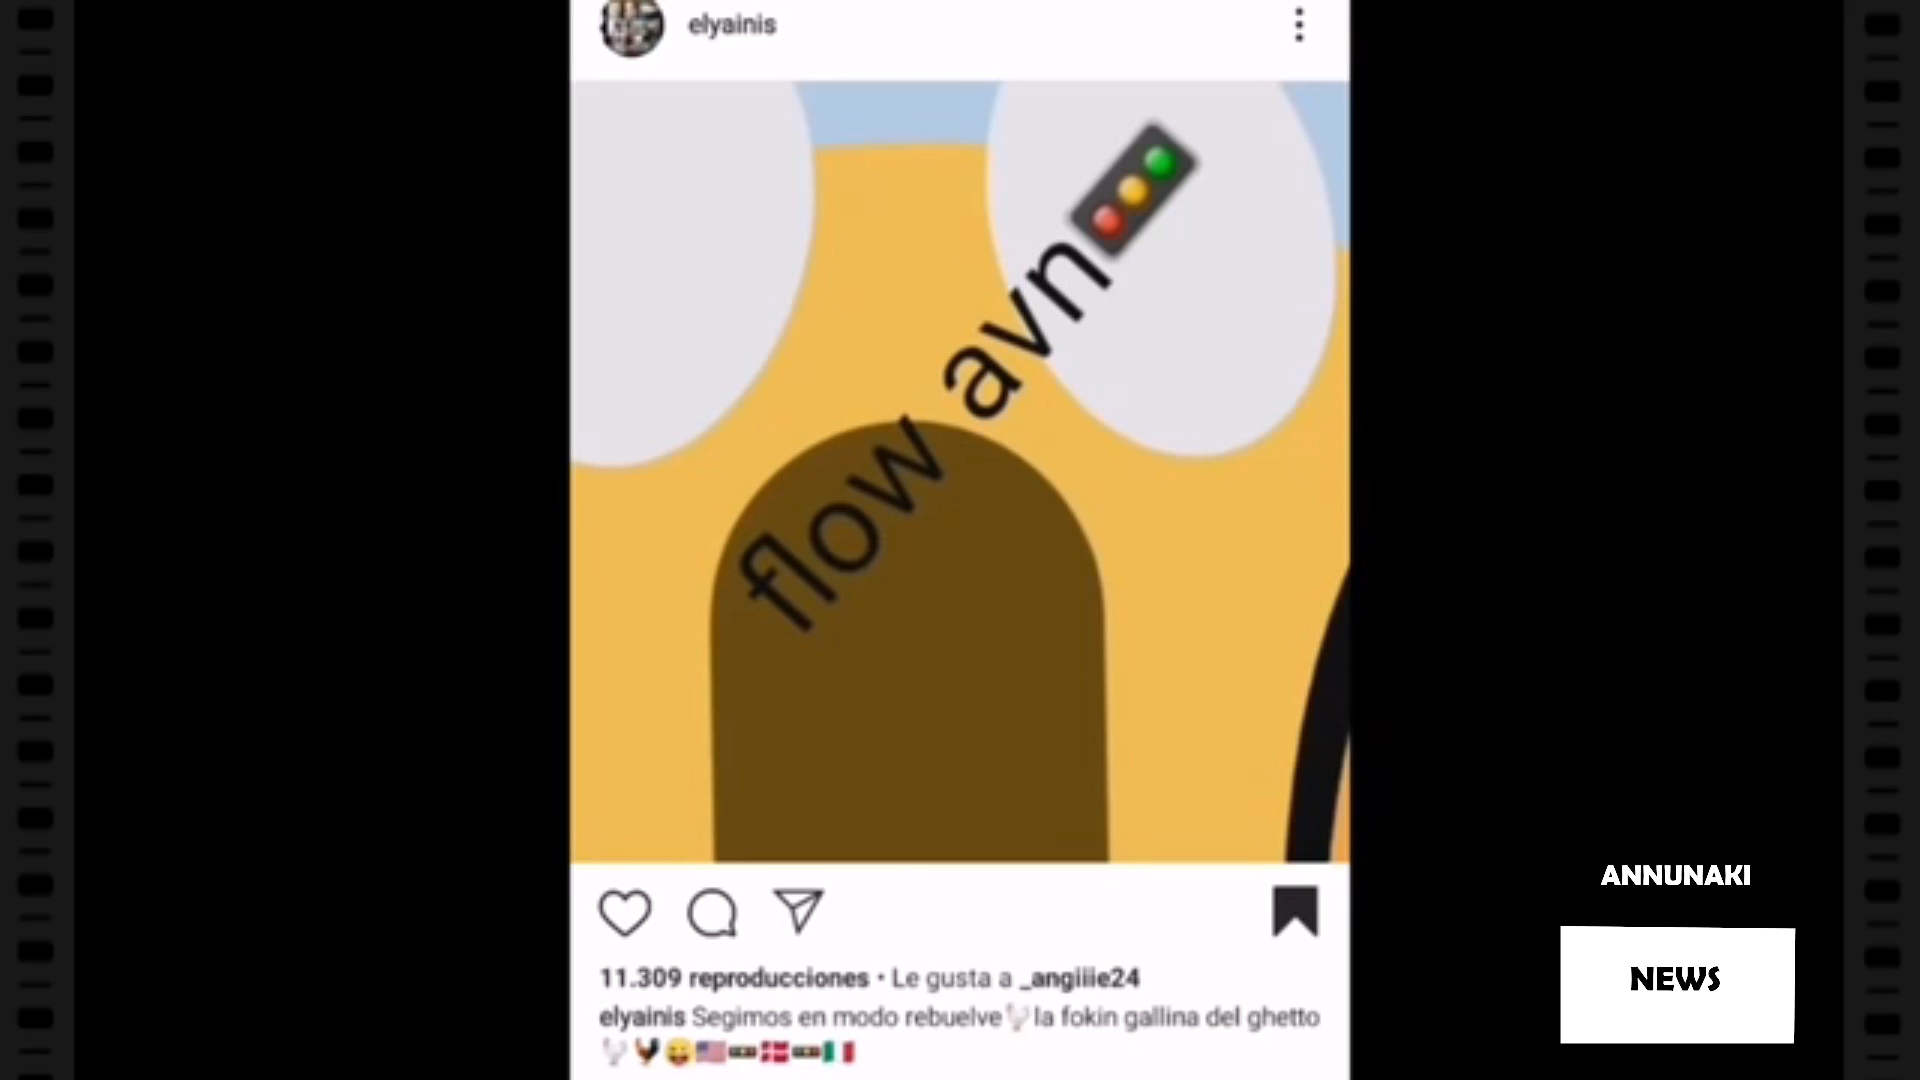 elyainis
flow avn🚦
11.309 reproducciones • Le gusta a _angiiie24
elyainis Segimos en modo rebuelve🐓la fokin gallina del ghetto
ANNUNAKI
NEWS